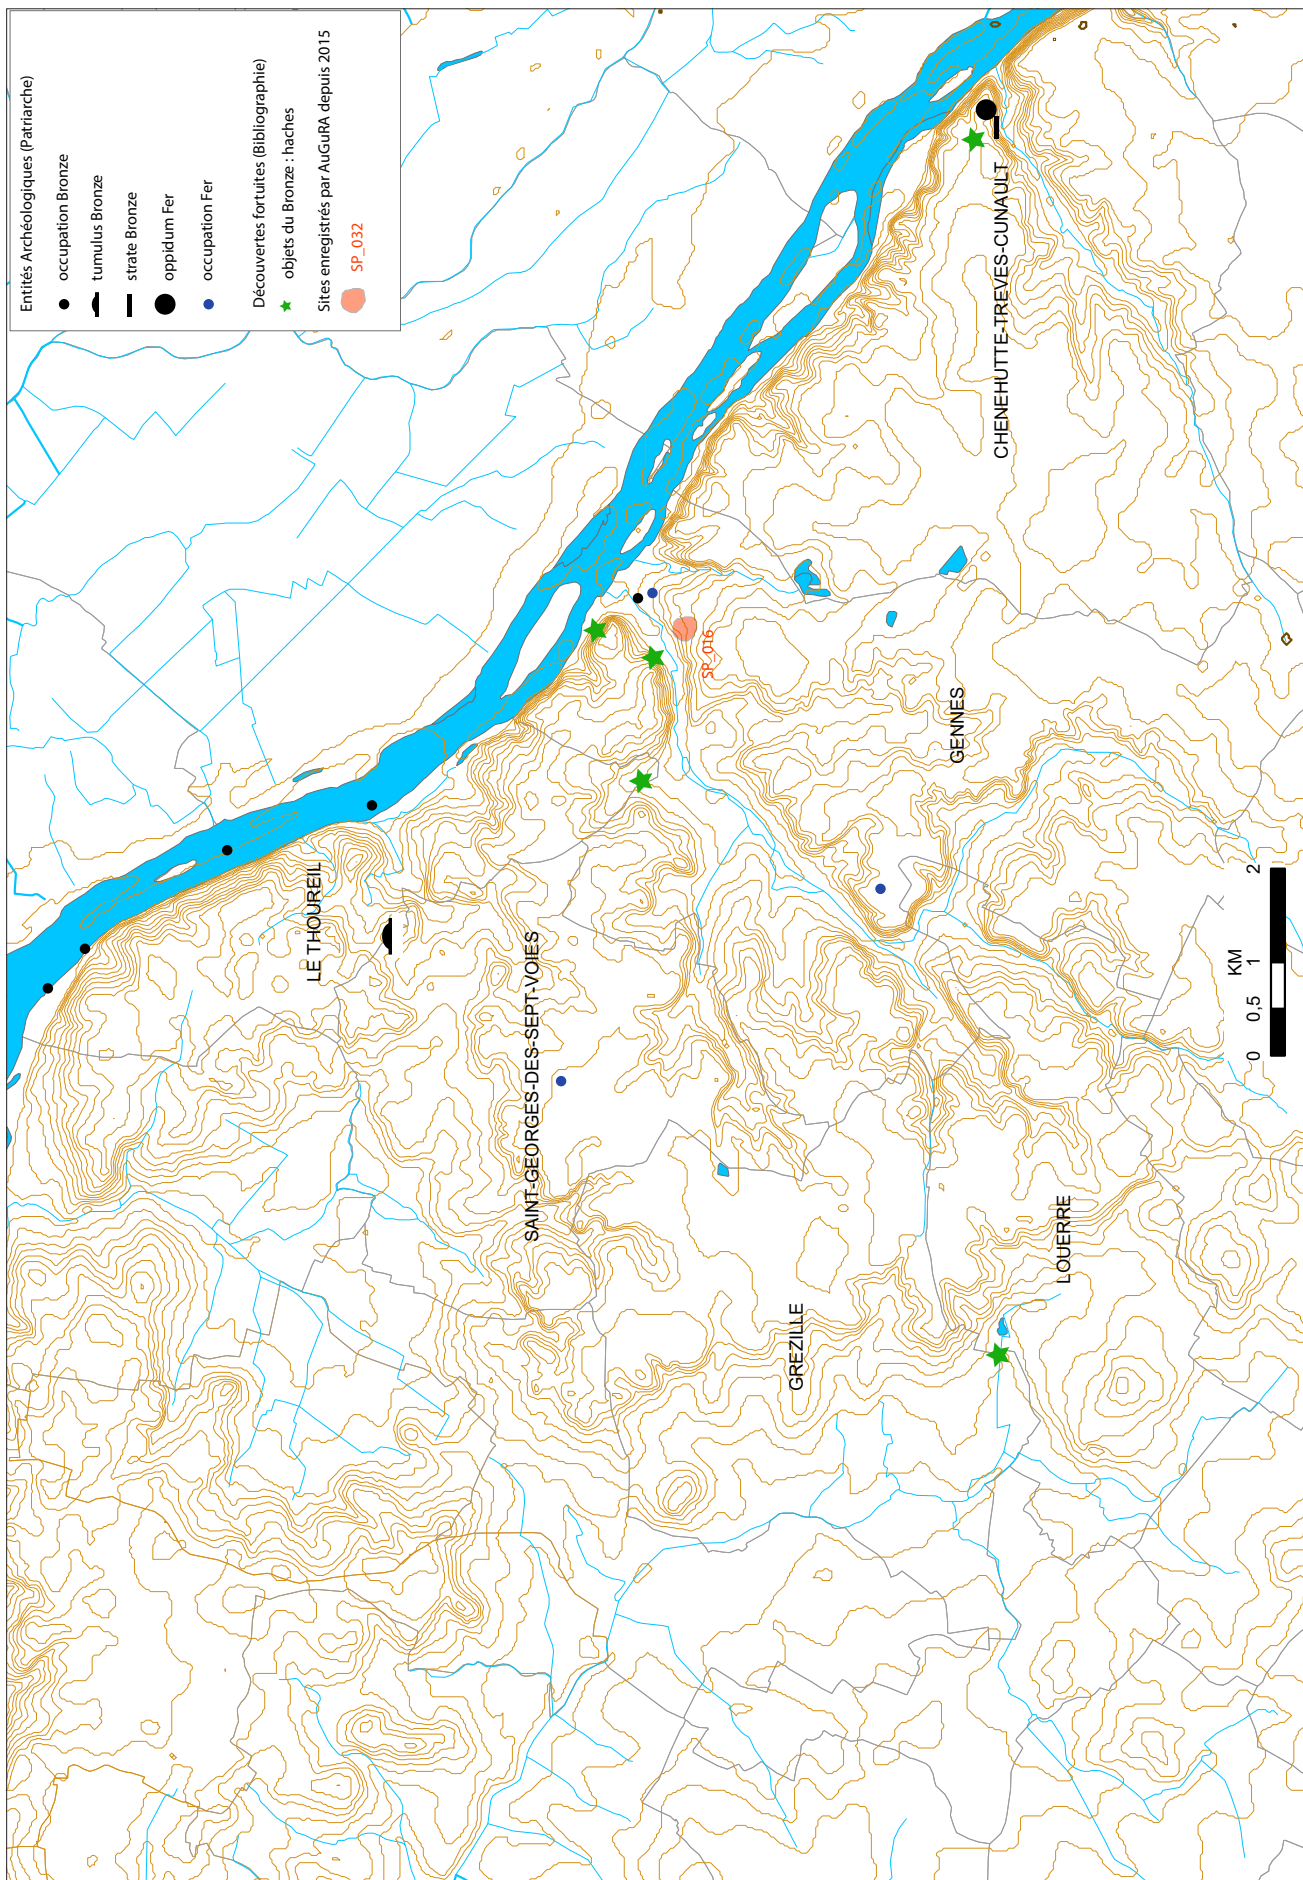 Entités Archéologiques (Patriarche)
occupation Bronze
tumulus Bronze
strate Bronze
oppidum Fer
occupation Fer
Découvertes fortuites (Bibliographie)
objets du Bronze : haches
Sites enregistrés par AuGuRA depuis 2015
SP_032
LE THOUREIL
SAINT-GEORGES-DES-SEPT-VOIES
SP_016
GREZILLE
GENNES
CHENEHUTTE-TREVES-CUNAULT
LOUERRE
KM
0 0,5 1 2